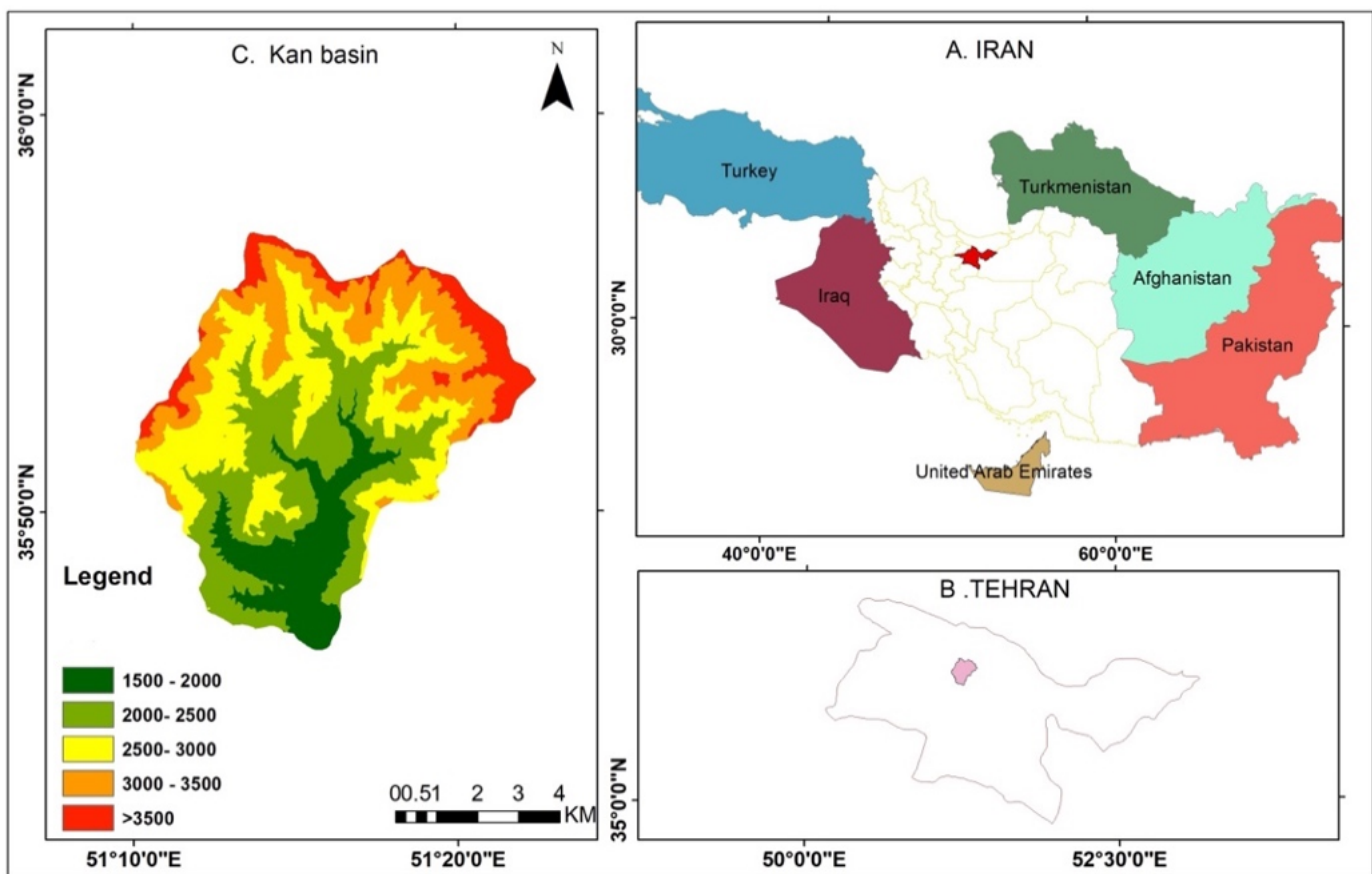 C. Kan basin
N
36°0'0"N
35°50'0"N
Legend
1500 - 2000
2000- 2500
2500- 3000
3000 - 3500
>3500
00.51 2 3 4
KM
51°10'0"E
51°20'0"E
A. IRAN
Turkey
Turkmenistan
Iraq
Afghanistan
Pakistan
United Arab Emirates
30°0'0"N
40°0'0"E
60°0'0"E
B .TEHRAN
35°0'0"N
50°0'0"E
52°30'0"E